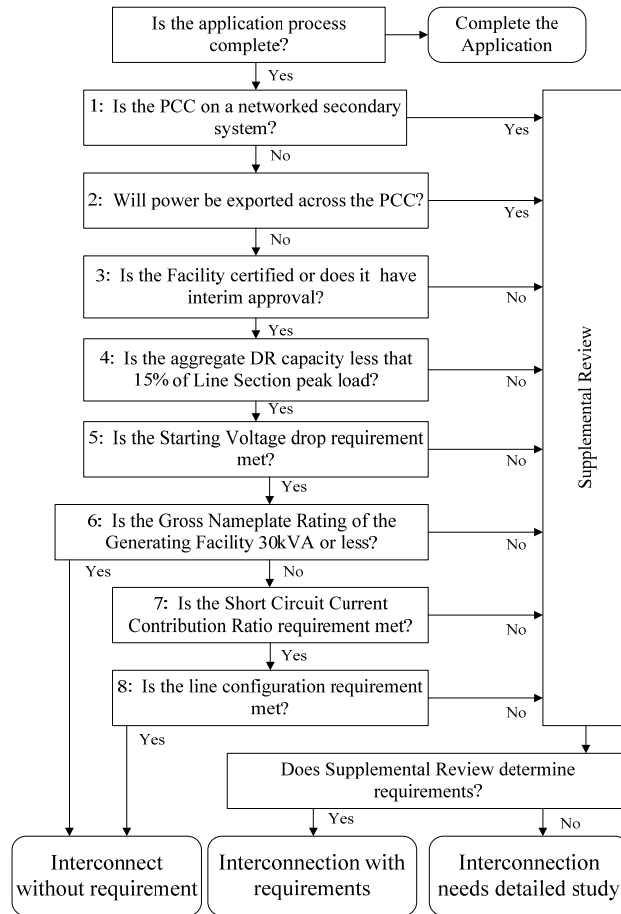 Is the application process
complete?
Complete the
Application
Yes
1: Is the PCC on a networked secondary
system?
Yes
No
2: Will power be exported across the PCC?
Yes
No
3: Is the Facility certified or does it have
interim approval?
No
Yes
4: Is the aggregate DR capacity less that
15% of Line Section peak load?
No
Yes
5: Is the Starting Voltage drop requirement
met?
No
Yes
6: Is the Gross Nameplate Rating of the
Generating Facility 30kVA or less?
No
Yes
No
7: Is the Short Circuit Current
Contribution Ratio requirement met?
No
Yes
8: Is the line configuration requirement
met?
No
Yes
Supplemental Review
Does Supplemental Review determine
requirements?
Yes
No
Interconnect
without requirement
Interconnection with
requirements
Interconnection
needs detailed study